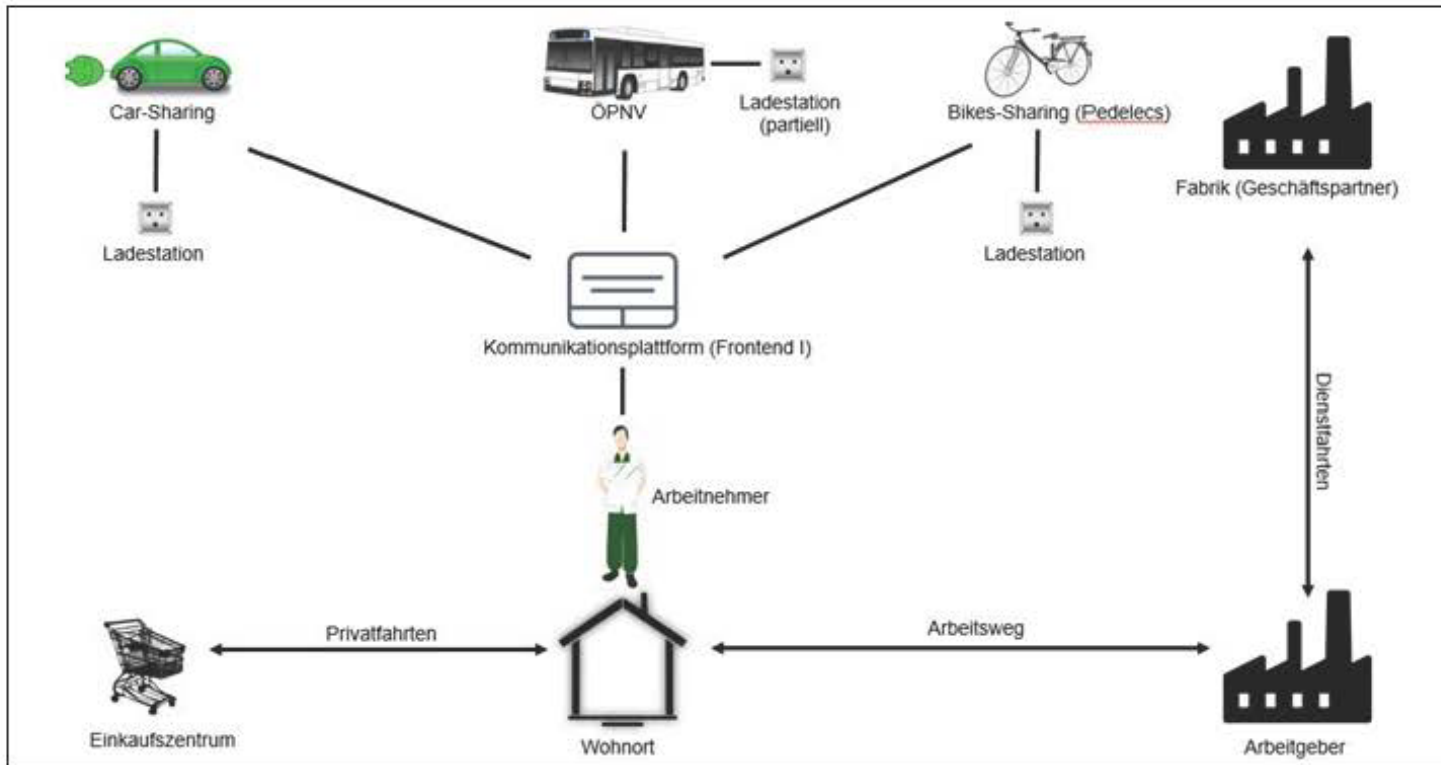 Car-Sharing
ÖPNV
Ladestation
(partiell)
Bikes-Sharing (Pedelecs)
Fabrik (Geschäftspartner)
Ladestation
Ladestation
Kommunikationsplattform (Frontend I)
Dienstfahrten
Arbeitnehmer
Privatfahrten
Arbeitsweg
Einkaufszentrum
Wohnort
Arbeitgeber